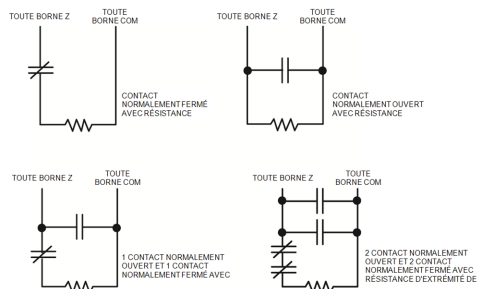 TOUTE BORNE Z
TOUTE
BORNE COM
CONTACT
NORMALEMENT FERMÉ
AVEC RÉSISTANCE
TOUTE BORNE Z
TOUTE
BORNE COM
CONTACT
NORMALEMENT OUVERT
AVEC RÉSISTANCE
TOUTE BORNE Z
TOUTE
BORNE COM
1 CONTACT NORMALEMENT
OUVERT ET 1 CONTACT
NORMALEMENT FERMÉ AVEC
TOUTE BORNE Z
TOUTE
BORNE COM
2 CONTACT NORMALEMENT
OUVERT ET 2 CONTACT
NORMALEMENT FERMÉ AVEC
RÉSISTANCE D'EXTRÉMITÉ DE